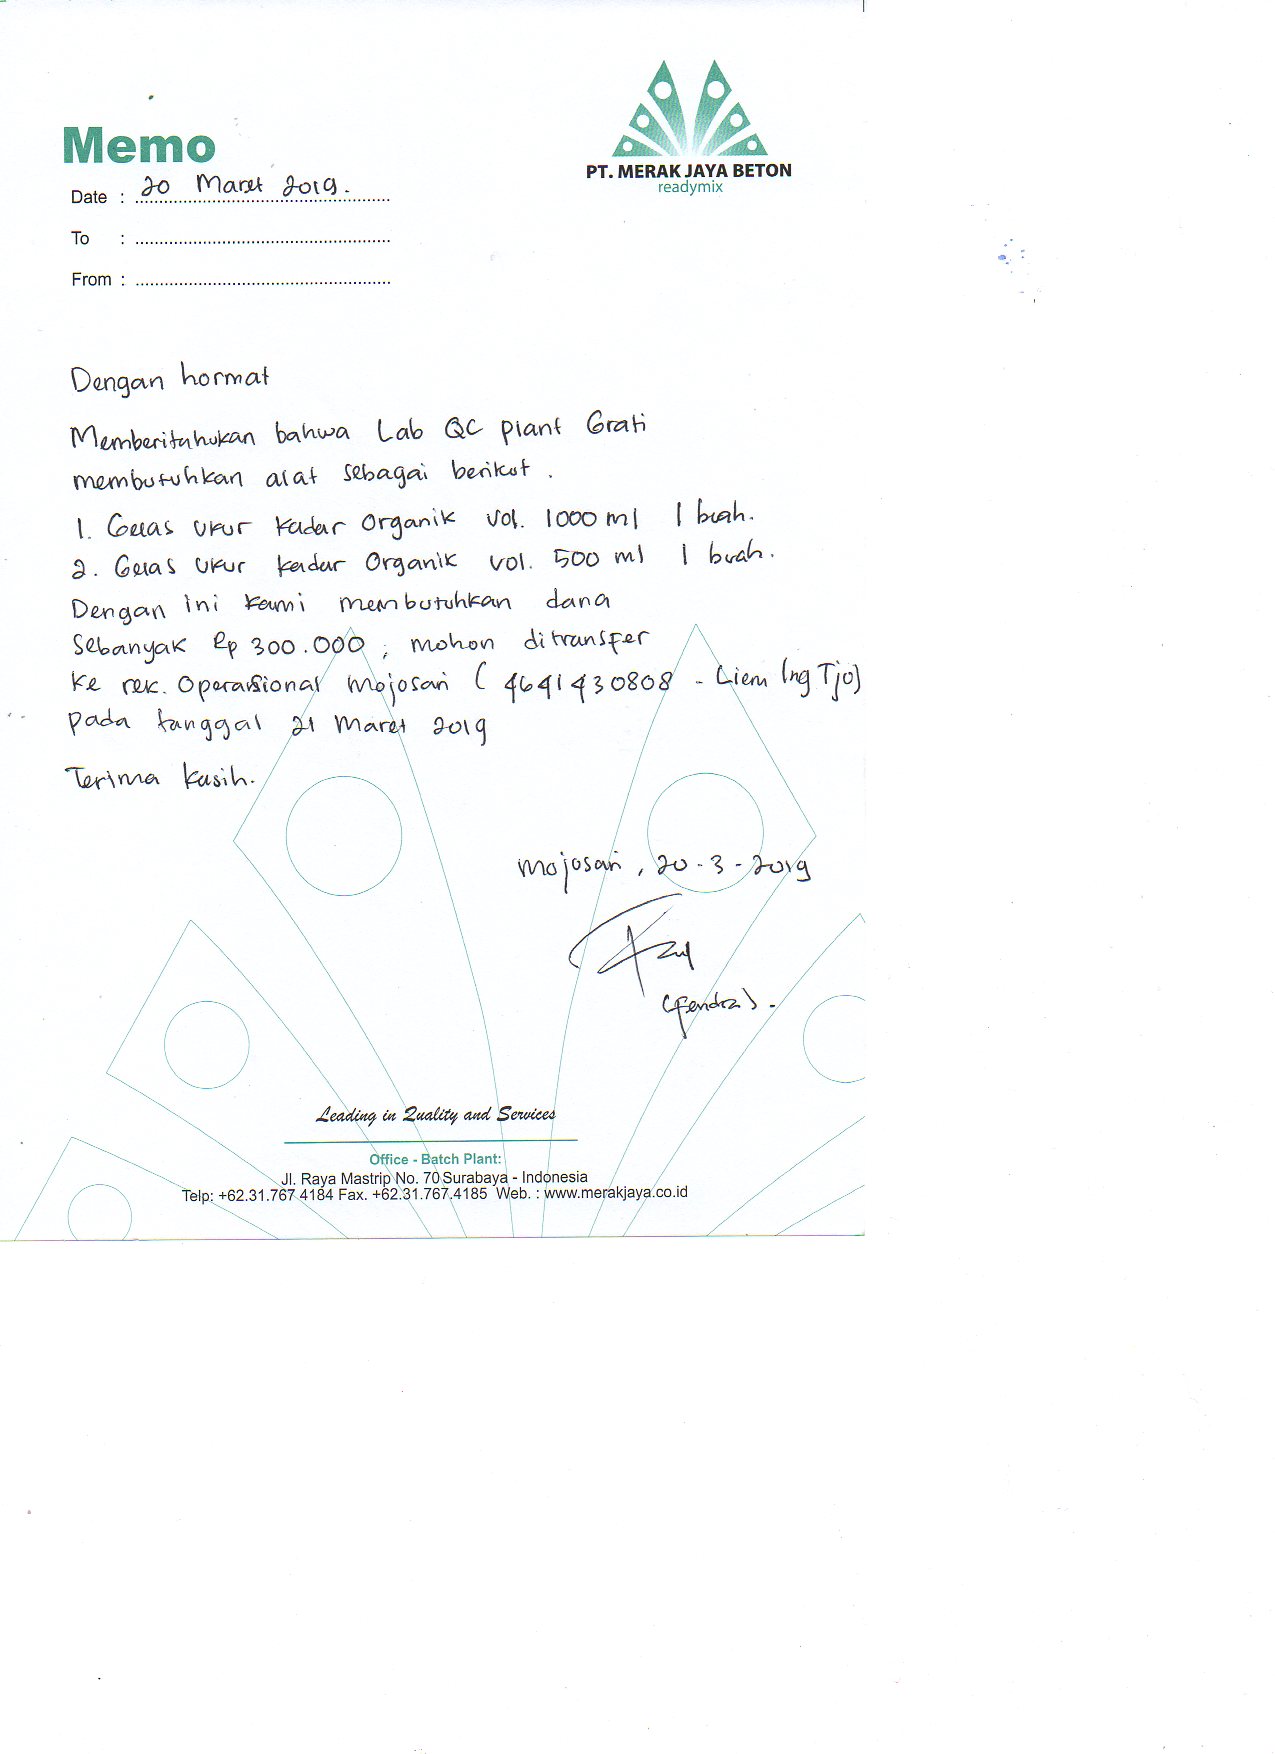 Memo
PT. MERAK JAYA BETON
readymix
Date : 20 Maret 2019.
To :
From :
Dengan hormat
Memberitahukan bahwa Lab QC plant Grati
membutuhkan alat sebagai berikut.
1. Gelas ukur kadar organik vol. 1000 ml 1 buah.
2. Gelas ukur kadar organik vol. 500 ml 1 buah.
Dengan ini kami membutuhkan dana
sebanyak Rp 300.000, mohon ditransfer
ke rek. Operasional Mojosari (4641430808 - Liem Ing Tjo)
pada tanggal 21 Maret 2019
Terima kasih.
Mojosari, 20-3-2019
(Fendra).
Leading in Quality and Services
Office - Batch Plant:
Jl. Raya Mastrip No. 70 Surabaya - Indonesia
Telp: +62.31.767 4184 Fax. +62.31.767.4185 Web. : www.merakjaya.co.id